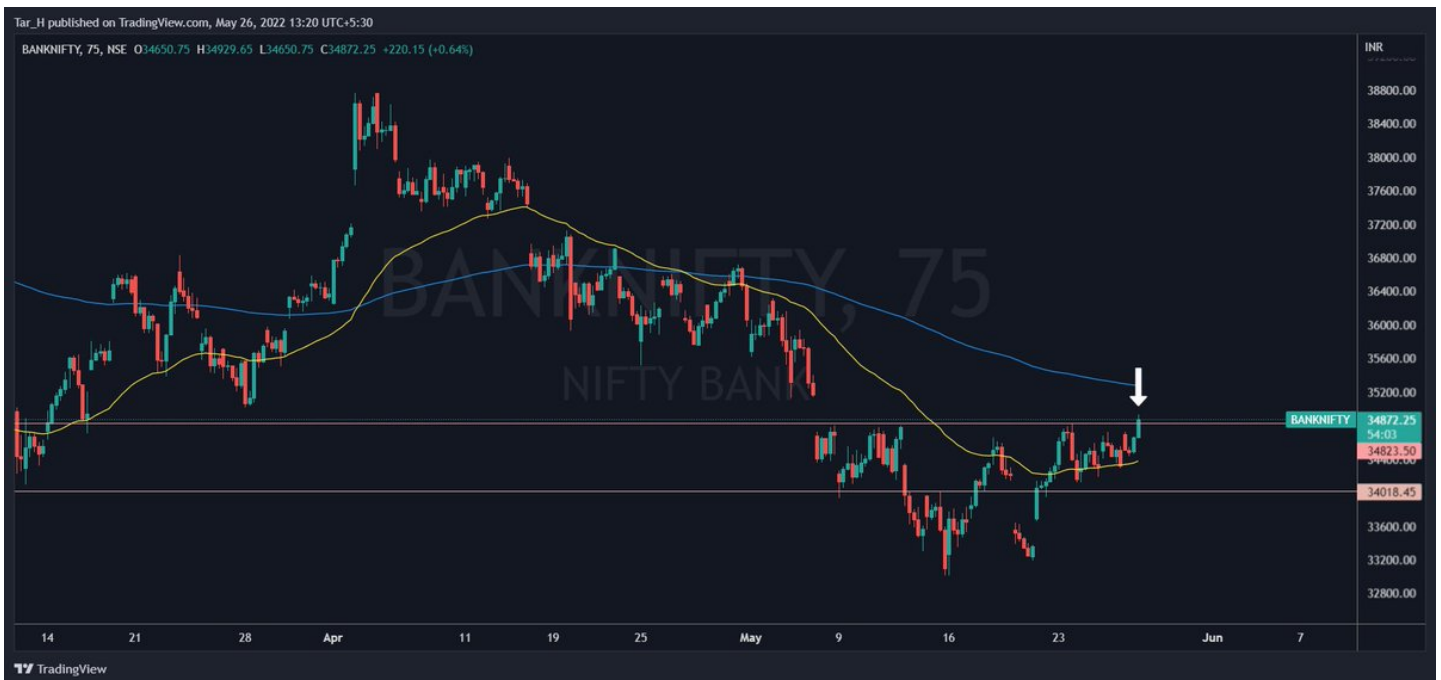 Tar_H published on TradingView.com, May 26, 2022 13:20 UTC+5:30
BANKNIFTY, 75, NSE O34650.75 H34929.65 L34650.75 C34872.25 +220.15 (+0.64%)
INR
38800.00
38400.00
38000.00
37600.00
37200.00
36800.00
36400.00
36000.00
35600.00
35200.00
BANKNIFTY, 75
NIFTY BANK
BANKNIFTY 34872.25
54:03
34823.50
34400.00
34018.45
33600.00
33200.00
32800.00
14 21 28 Apr 11 19 25 May 9 16 23 Jun 7
TradingView